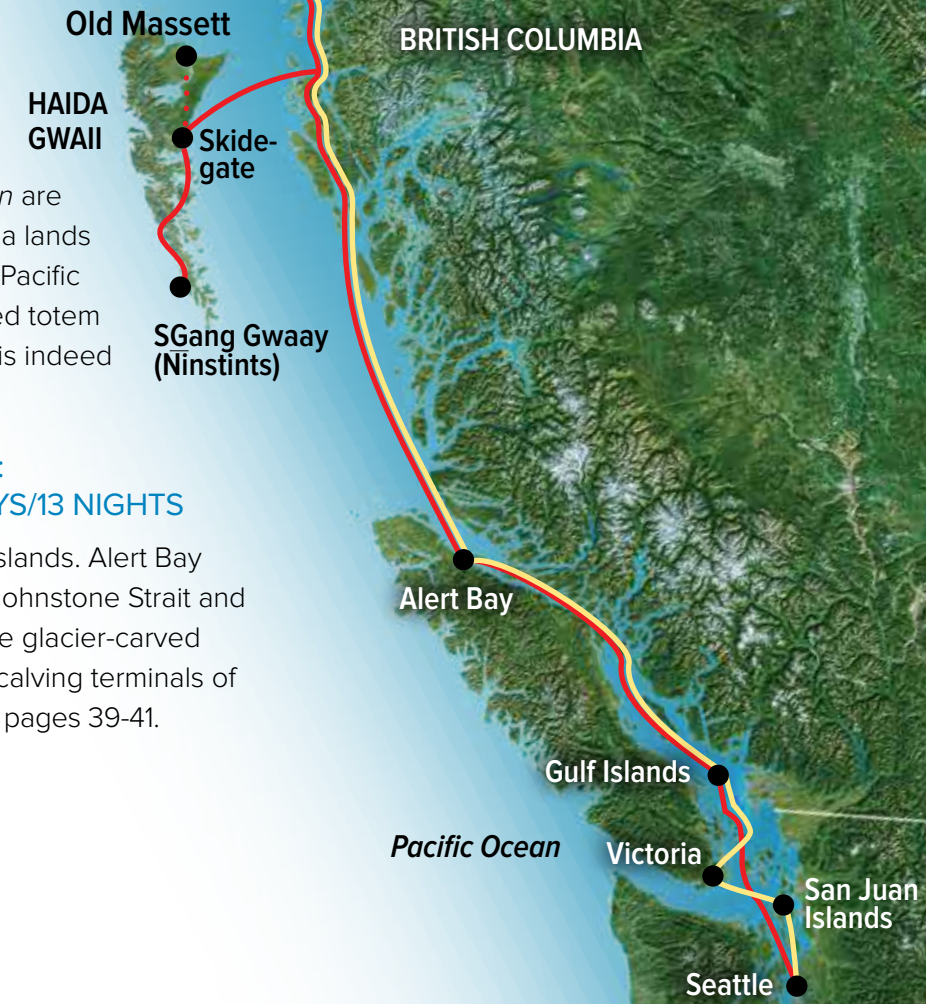 Old Massett
BRITISH COLUMBIA
HAIDA
GWAII
Skide-
gate
n are
a lands
Pacific
ed totem
is indeed
SGang Gwaay
(Ninstints)
:
YS/13 NIGHTS
slands. Alert Bay
ohnstone Strait and
e glacier-carved
calving terminals of
pages 39-41.
Alert Bay
Gulf Islands
Pacific Ocean
Victoria
San Juan
Islands
Seattle